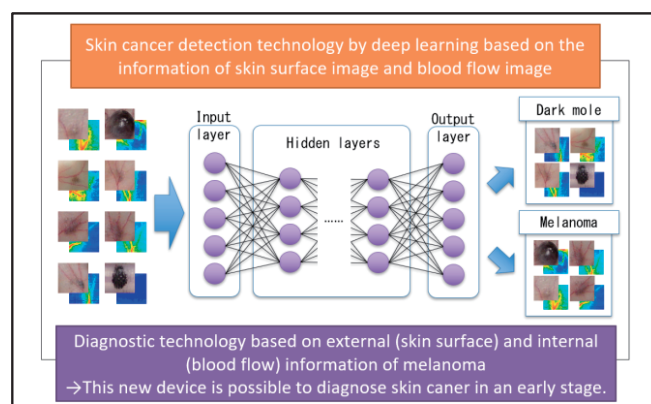 Skin cancer detection technology by deep learning based on the
information of skin surface image and blood flow image
Input
layer
Hidden layers
Output
layer
Dark mole
……
Melanoma
Diagnostic technology based on external (skin surface) and internal
(blood flow) information of melanoma
→This new device is possible to diagnose skin caner in an early stage.